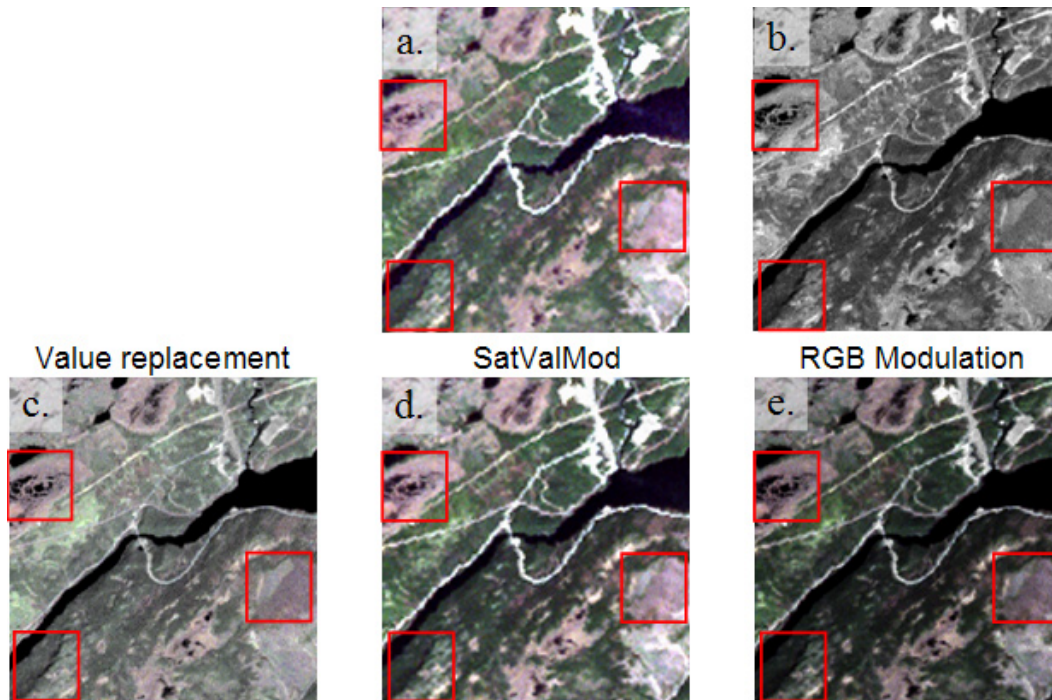 a.
b.
Value replacement
SatValMod
RGB Modulation
c.
d.
e.